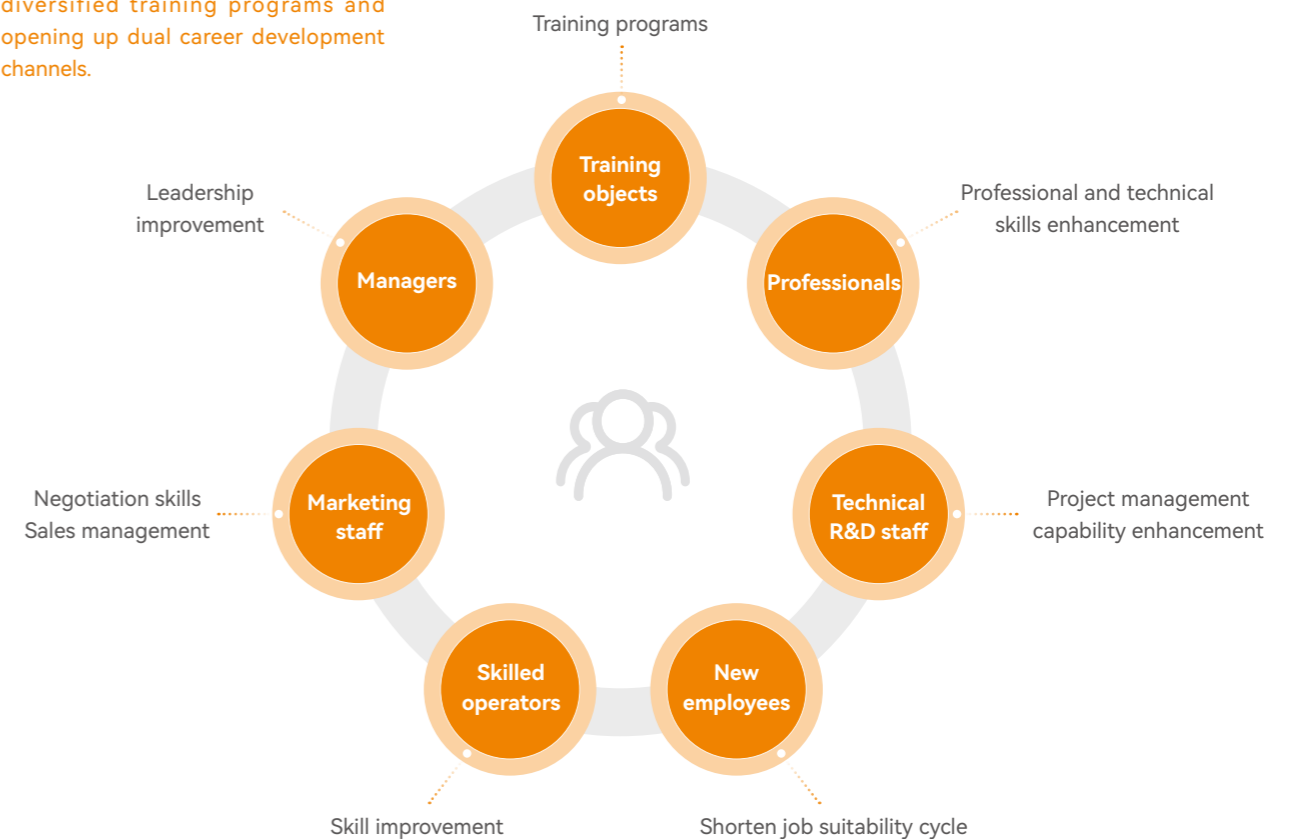 diversified training programs and
opening up dual career development
channels.
Training programs
Training
objects
Leadership
improvement
Managers
Professional and technical
skills enhancement
Professionals
Negotiation skills
Sales management
Marketing
staff
Technical
R&D staff
Project management
capability enhancement
Skilled
operators
New
employees
Skill improvement
Shorten job suitability cycle